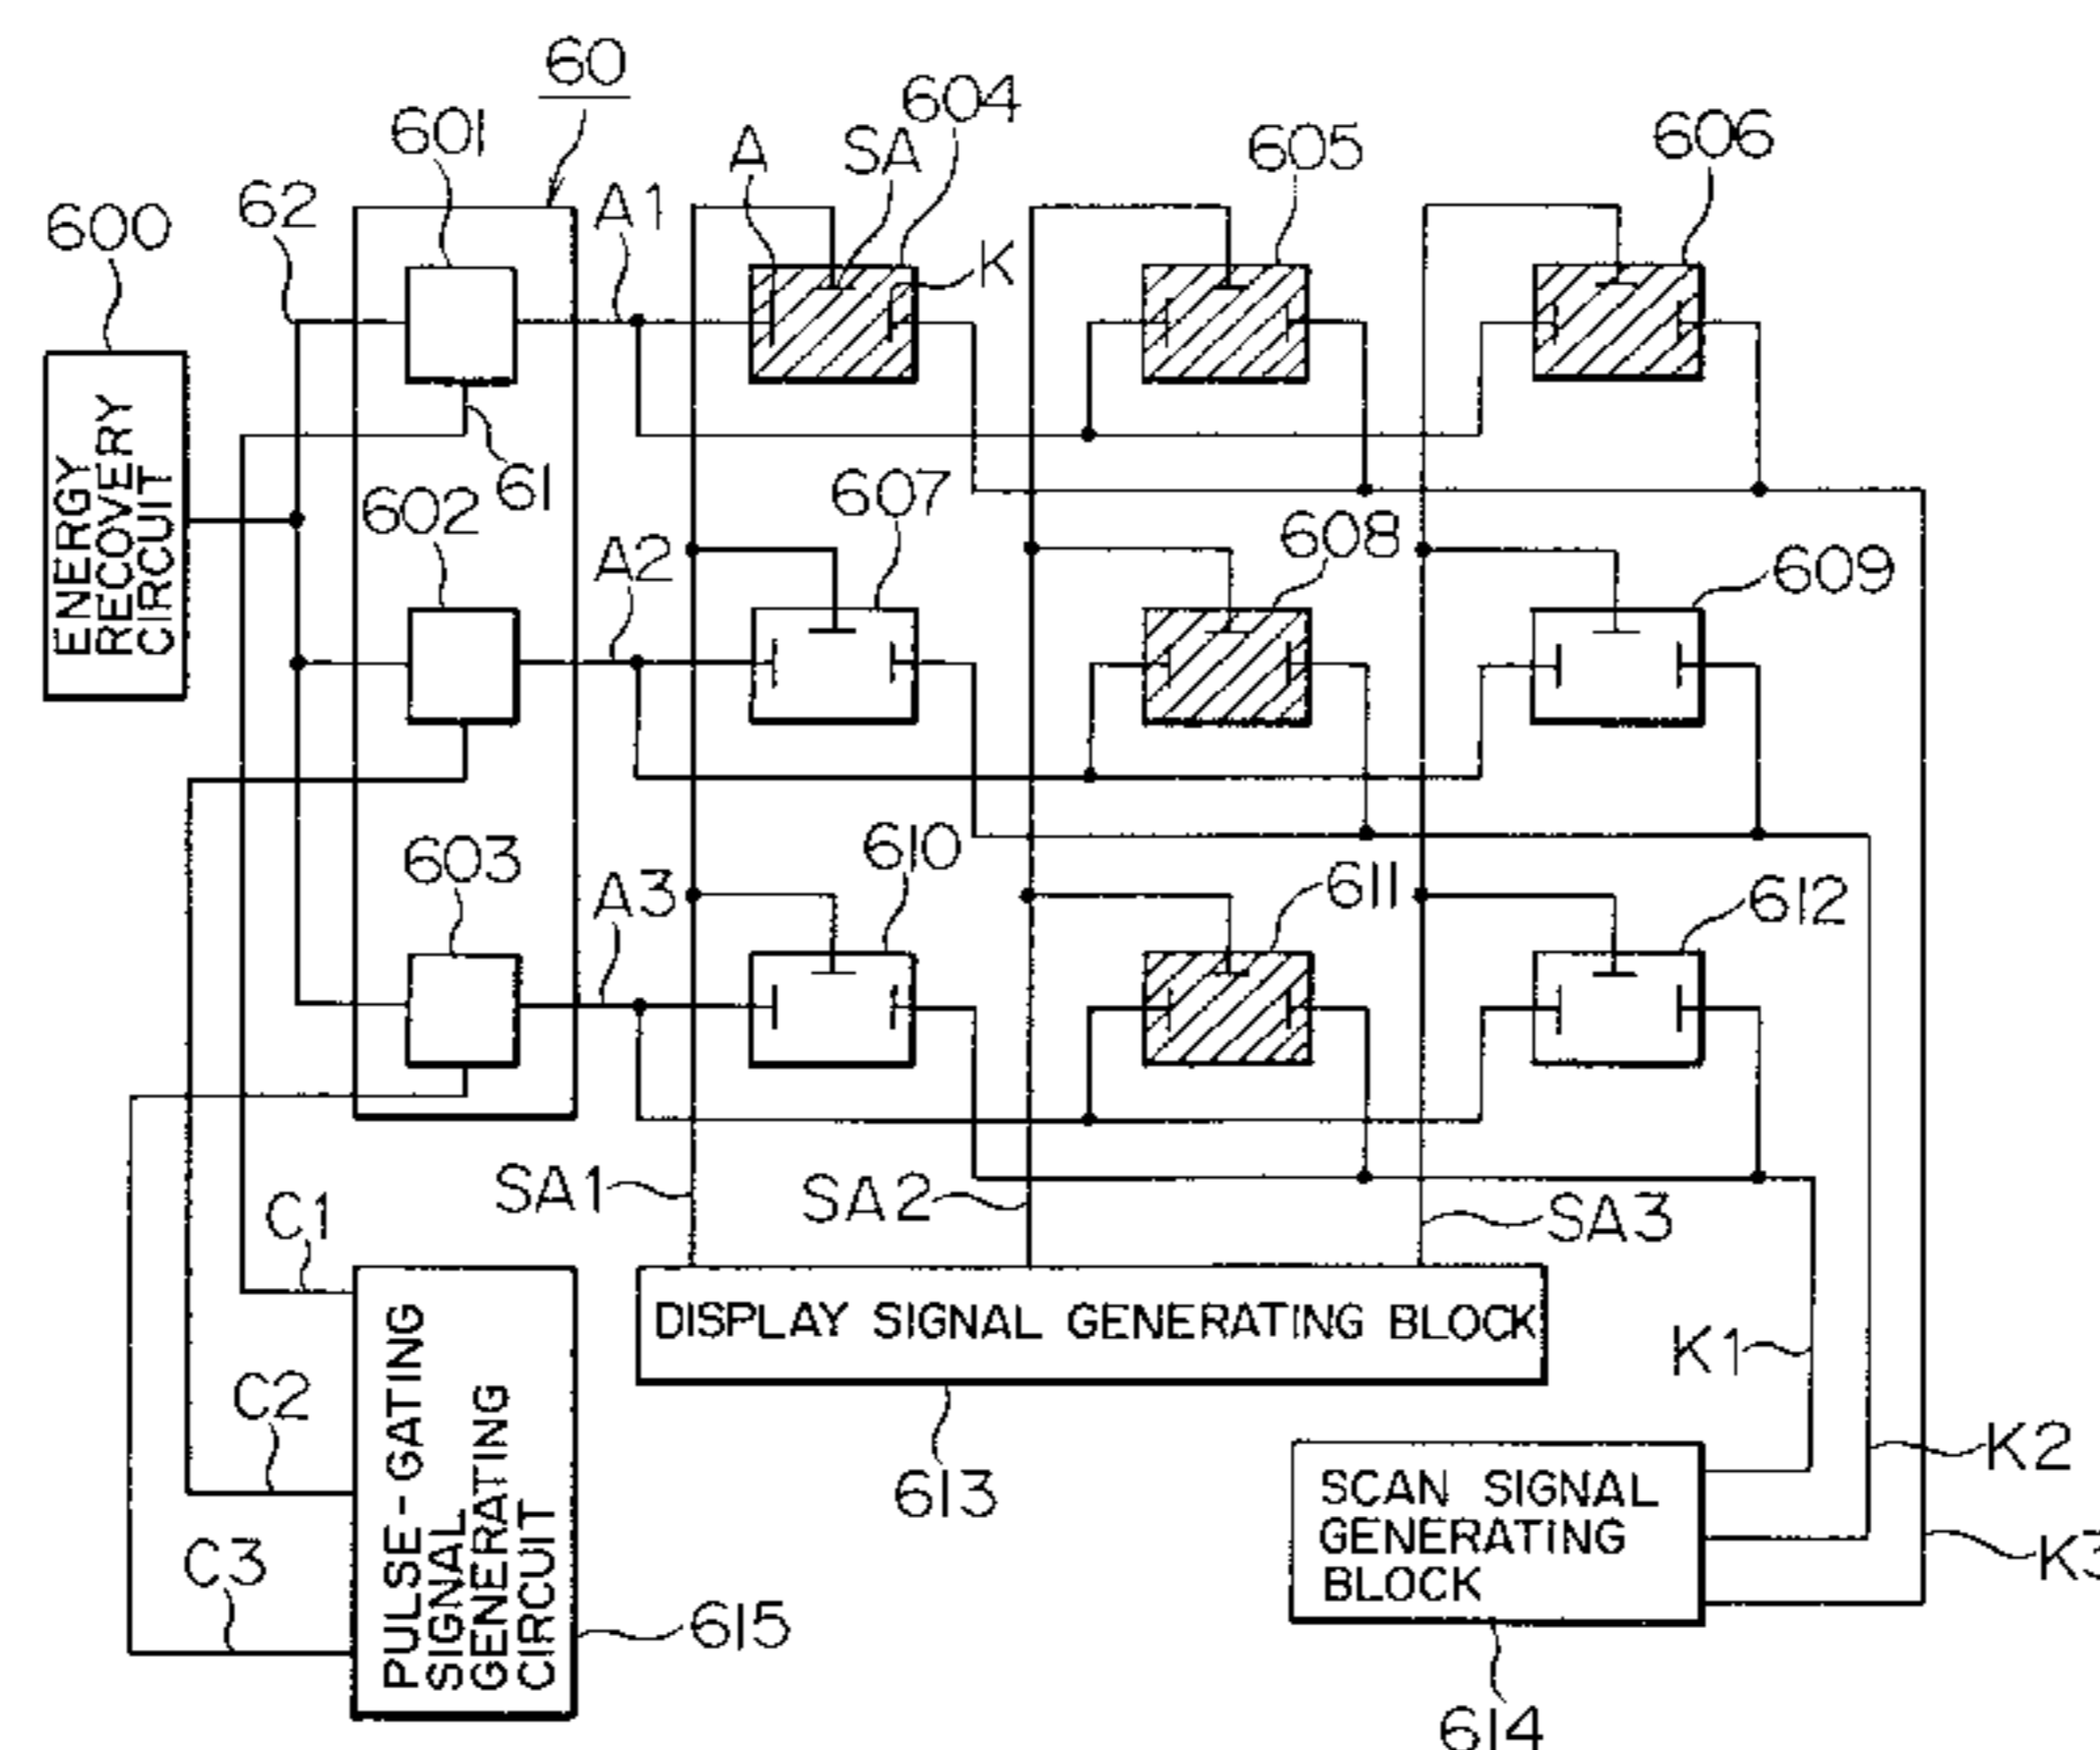 60
601
604
A
SA
605
606
62
A1
K
600
ENERGY
RECOVERY
CIRCUIT
61
602
607
608
A2
609
603
610
A3
611
612
SA1
SA2
SA3
C1
DISPLAY SIGNAL GENERATING BLOCK
K1
C2
PULSE-GATING
SIGNAL
GENERATING
CIRCUIT
613
SCAN SIGNAL
GENERATING
BLOCK
K2
C3
K3
615
614